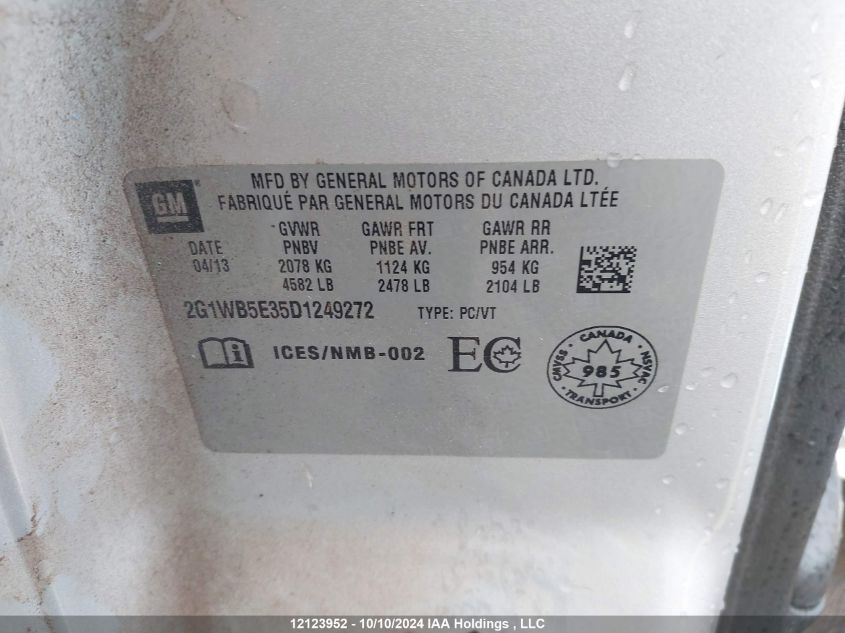 GM
MFD BY GENERAL MOTORS OF CANADA LTD.
FABRIQUÉ PAR GENERAL MOTORS DU CANADA LTÉE
GVWR GAWR FRT GAWR RR
DATE PNBV PNBE AV. PNBE ARR.
04/13 2078 KG 1124 KG 954 KG
4582 LB 2478 LB 2104 LB
2G1WB5E35D1249272 TYPE: PC/VT
ICES/NMB-002 EC
CANADA
CMVSS 985 NSVAC
TRANSPORT
12123952 - 10/10/2024 IAA Holdings , LLC